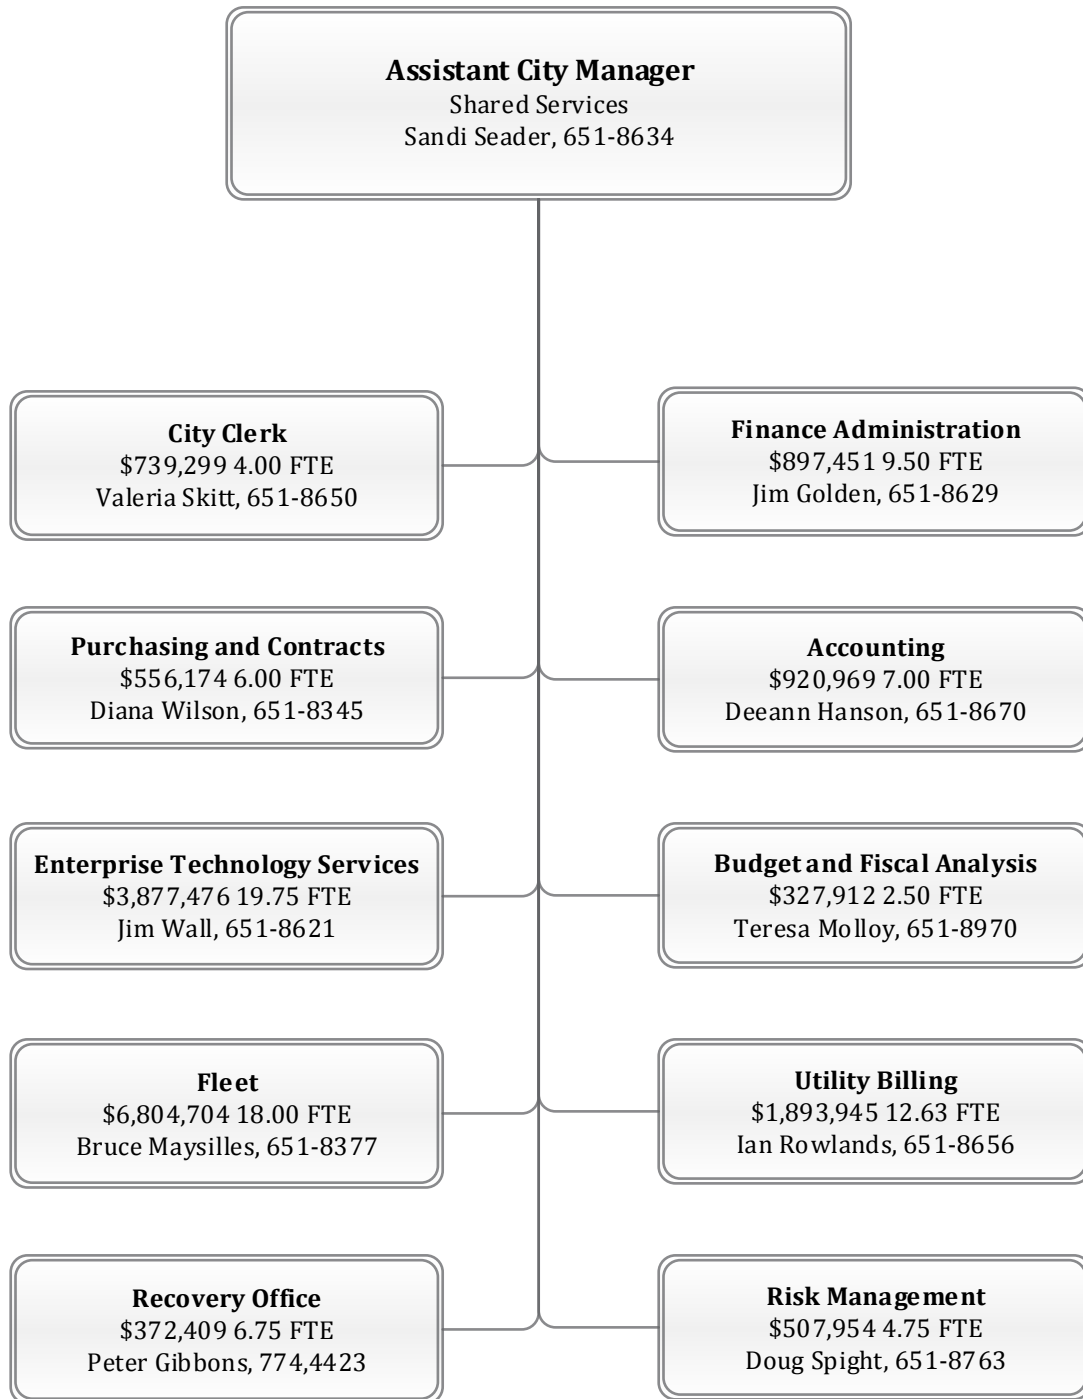 Assistant City Manager
Shared Services
Sandi Seader, 651-8634
City Clerk
$739,299 4.00 FTE
Valeria Skitt, 651-8650
Finance Administration
$897,451 9.50 FTE
Jim Golden, 651-8629
Purchasing and Contracts
$556,174 6.00 FTE
Diana Wilson, 651-8345
Accounting
$920,969 7.00 FTE
Deeann Hanson, 651-8670
Enterprise Technology Services
$3,877,476 19.75 FTE
Jim Wall, 651-8621
Budget and Fiscal Analysis
$327,912 2.50 FTE
Teresa Molloy, 651-8970
Fleet
$6,804,704 18.00 FTE
Bruce Maysilles, 651-8377
Utility Billing
$1,893,945 12.63 FTE
Ian Rowlands, 651-8656
Recovery Office
$372,409 6.75 FTE
Peter Gibbons, 774,4423
Risk Management
$507,954 4.75 FTE
Doug Spight, 651-8763